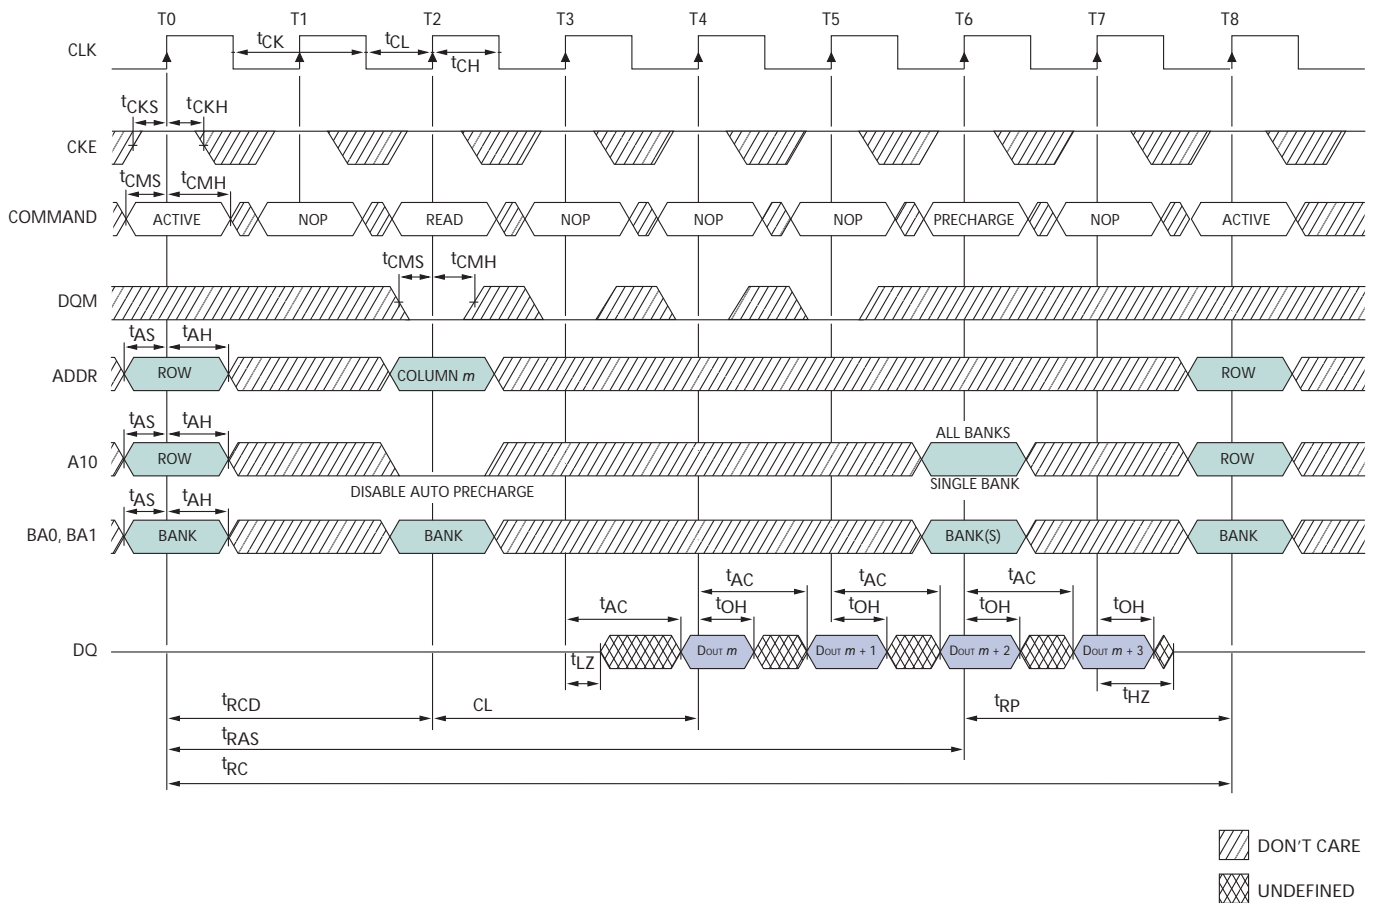 T0 T1 T2 T3 T4 T5 T6 T7 T8
CLK
tCK tCL
tCH
tCKS tCKH
CKE
tCMS tCMH
COMMAND ACTIVE NOP READ NOP NOP NOP PRECHARGE NOP ACTIVE
tCMS tCMH
DQM
tAS tAH
ADDR ROW COLUMN m ROW
tAS tAH
ALL BANKS
A10 ROW ROW
DISABLE AUTO PRECHARGE SINGLE BANK
tAS tAH
BA0, BA1 BANK BANK BANK(S) BANK
tAC tAC tAC
tAC tOH tOH tOH tOH
DQ DOUT m DOUT m + 1 DOUT m + 2 DOUT m + 3
tLZ
tHZ
tRCD CL tRP
tRAS
tRC
DON'T CARE
UNDEFINED